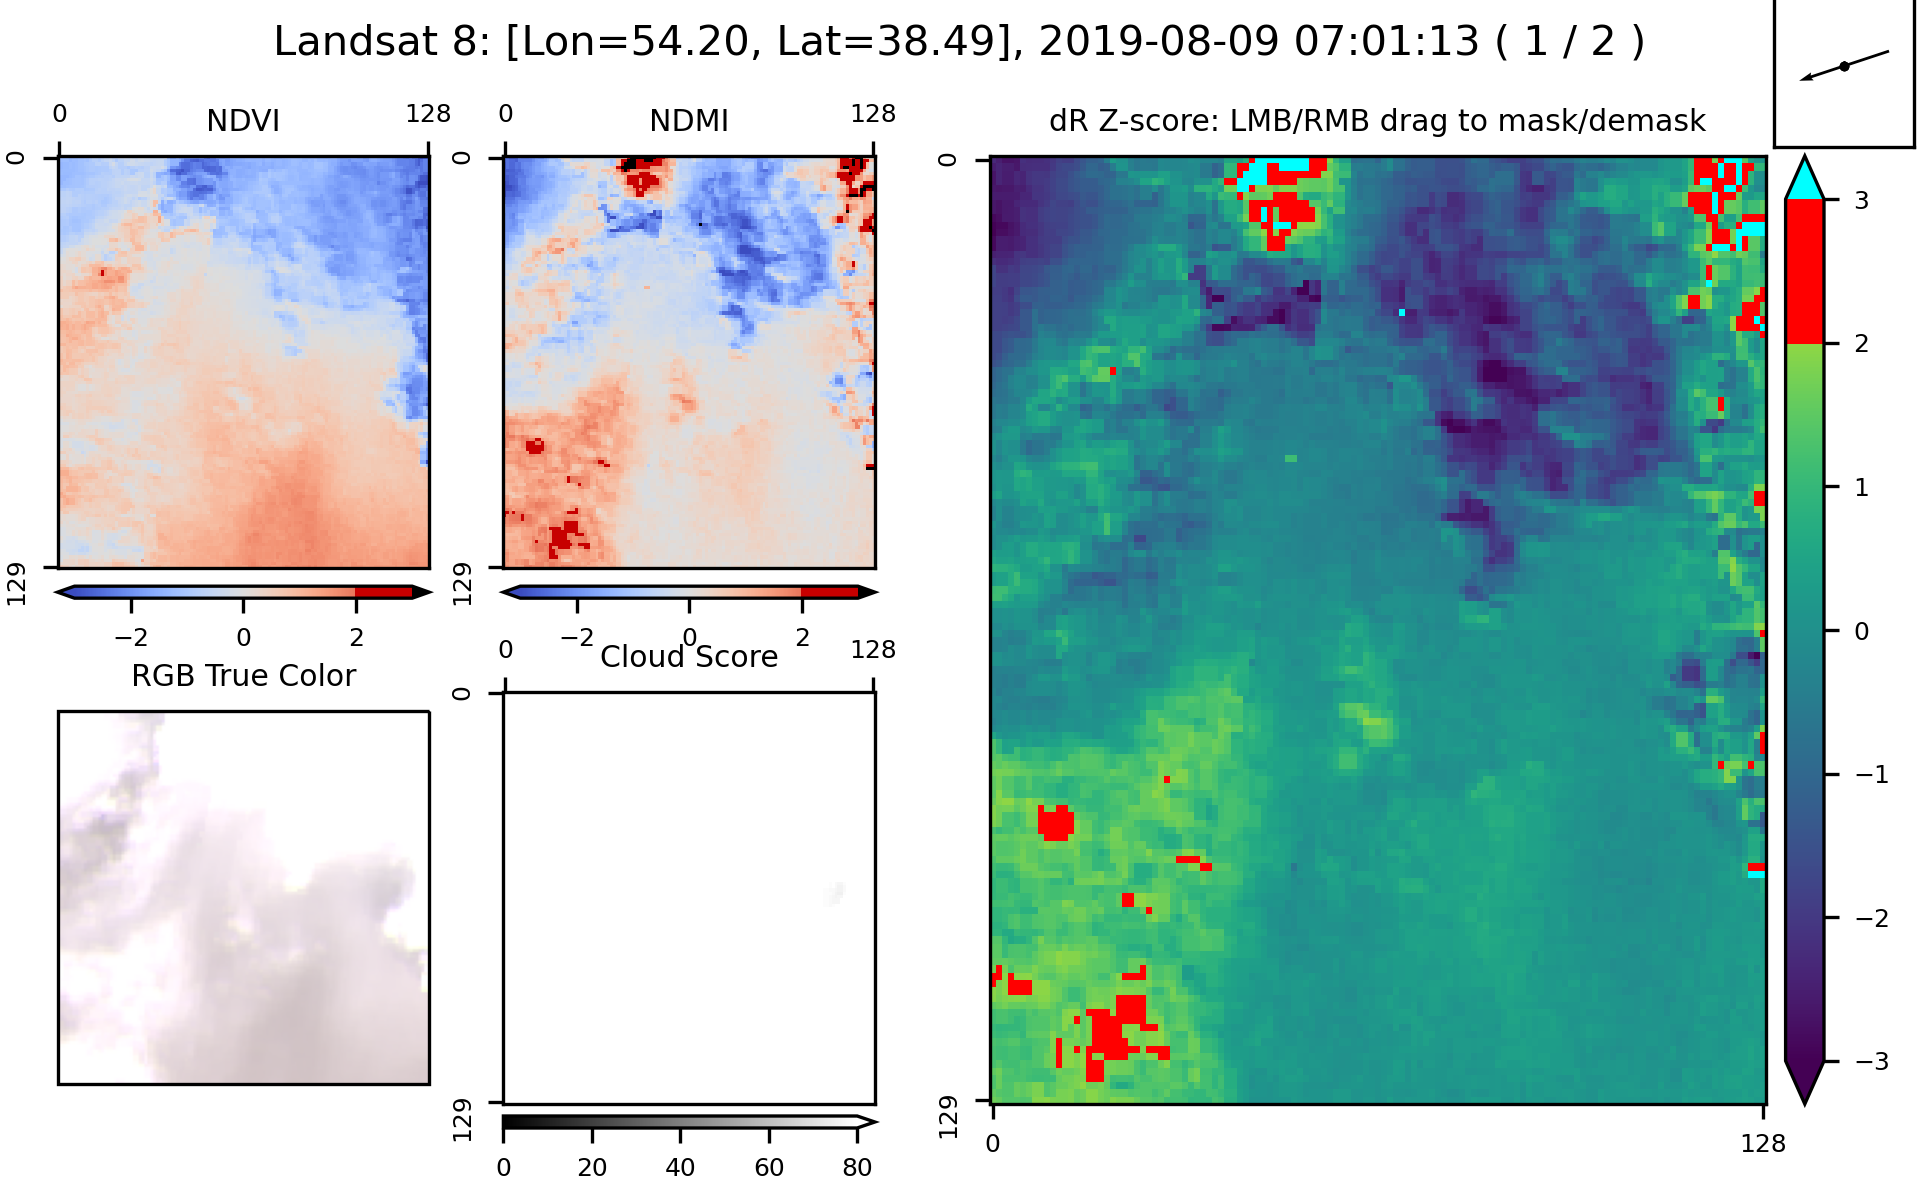 Landsat 8: [Lon=54.20, Lat=38.49], 2019-08-09 07:01:13 ( 1 / 2 )
NDVI
0 128
0
129
−2 0 2
NDMI
0 128
0
129
−2 0 2
dR Z-score: LMB/RMB drag to mask/demask
0
129
0 128
3
2
1
0
−1
−2
−3
RGB True Color
Cloud Score
0 128
0
129
0 20 40 60 80